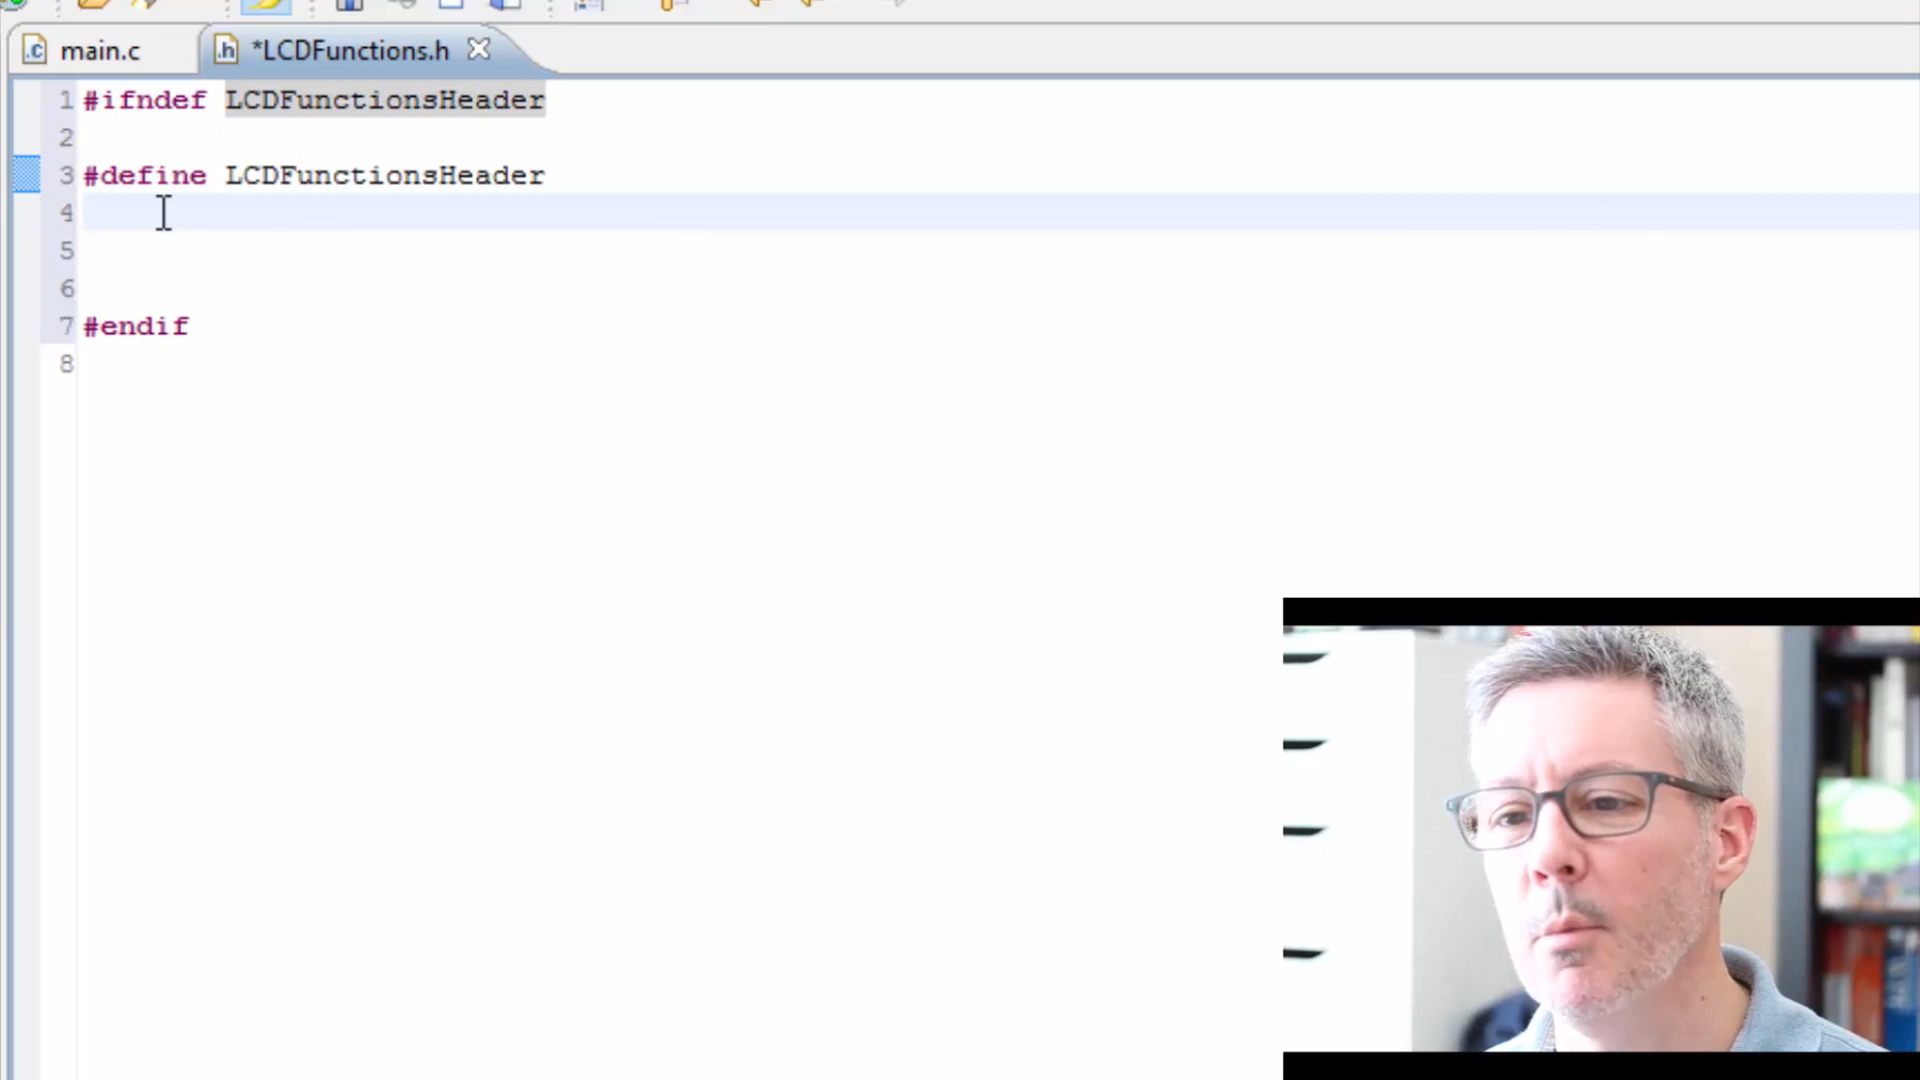 main.c *LCDFunctions.h
1 #ifndef LCDFunctionsHeader
2
3 #define LCDFunctionsHeader
4
5
6
7 #endif
8